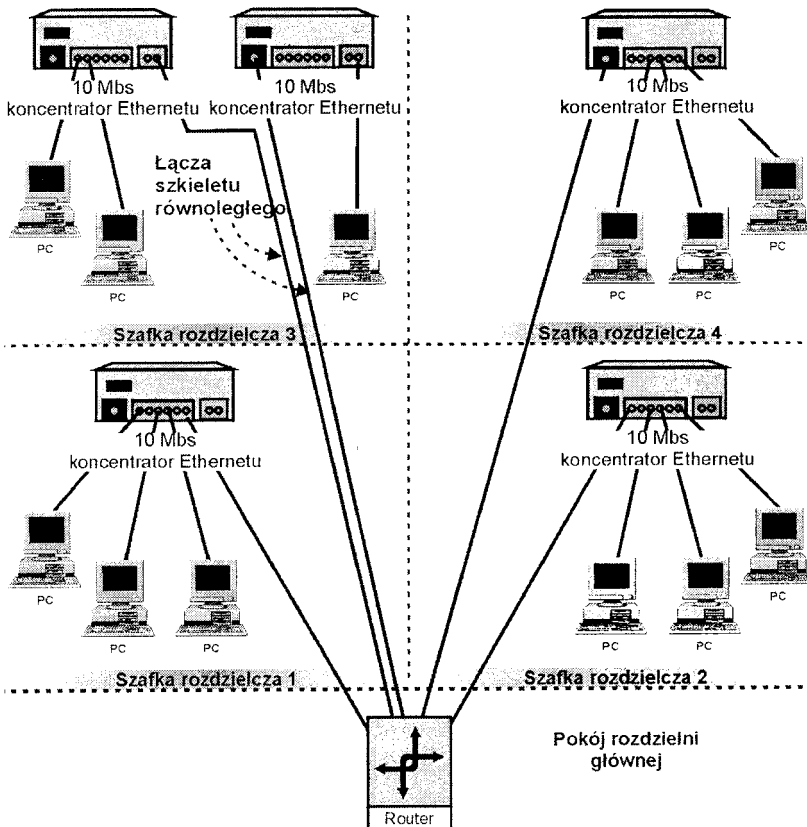 10 Mbs
koncentrator Ethernetu
10 Mbs
koncentrator Ethernetu
10 Mbs
koncentrator Ethernetu
Łącza
szkieletu
równoległego
PC
PC
PC
PC
PC
PC
Szafka rozdzielcza 3
Szafka rozdzielcza 4
10 Mbs
koncentrator Ethernetu
10 Mbs
koncentrator Ethernetu
PC
PC
PC
PC
PC
PC
Szafka rozdzielcza 1
Szafka rozdzielcza 2
Pokój rozdzielni
głównej
Router